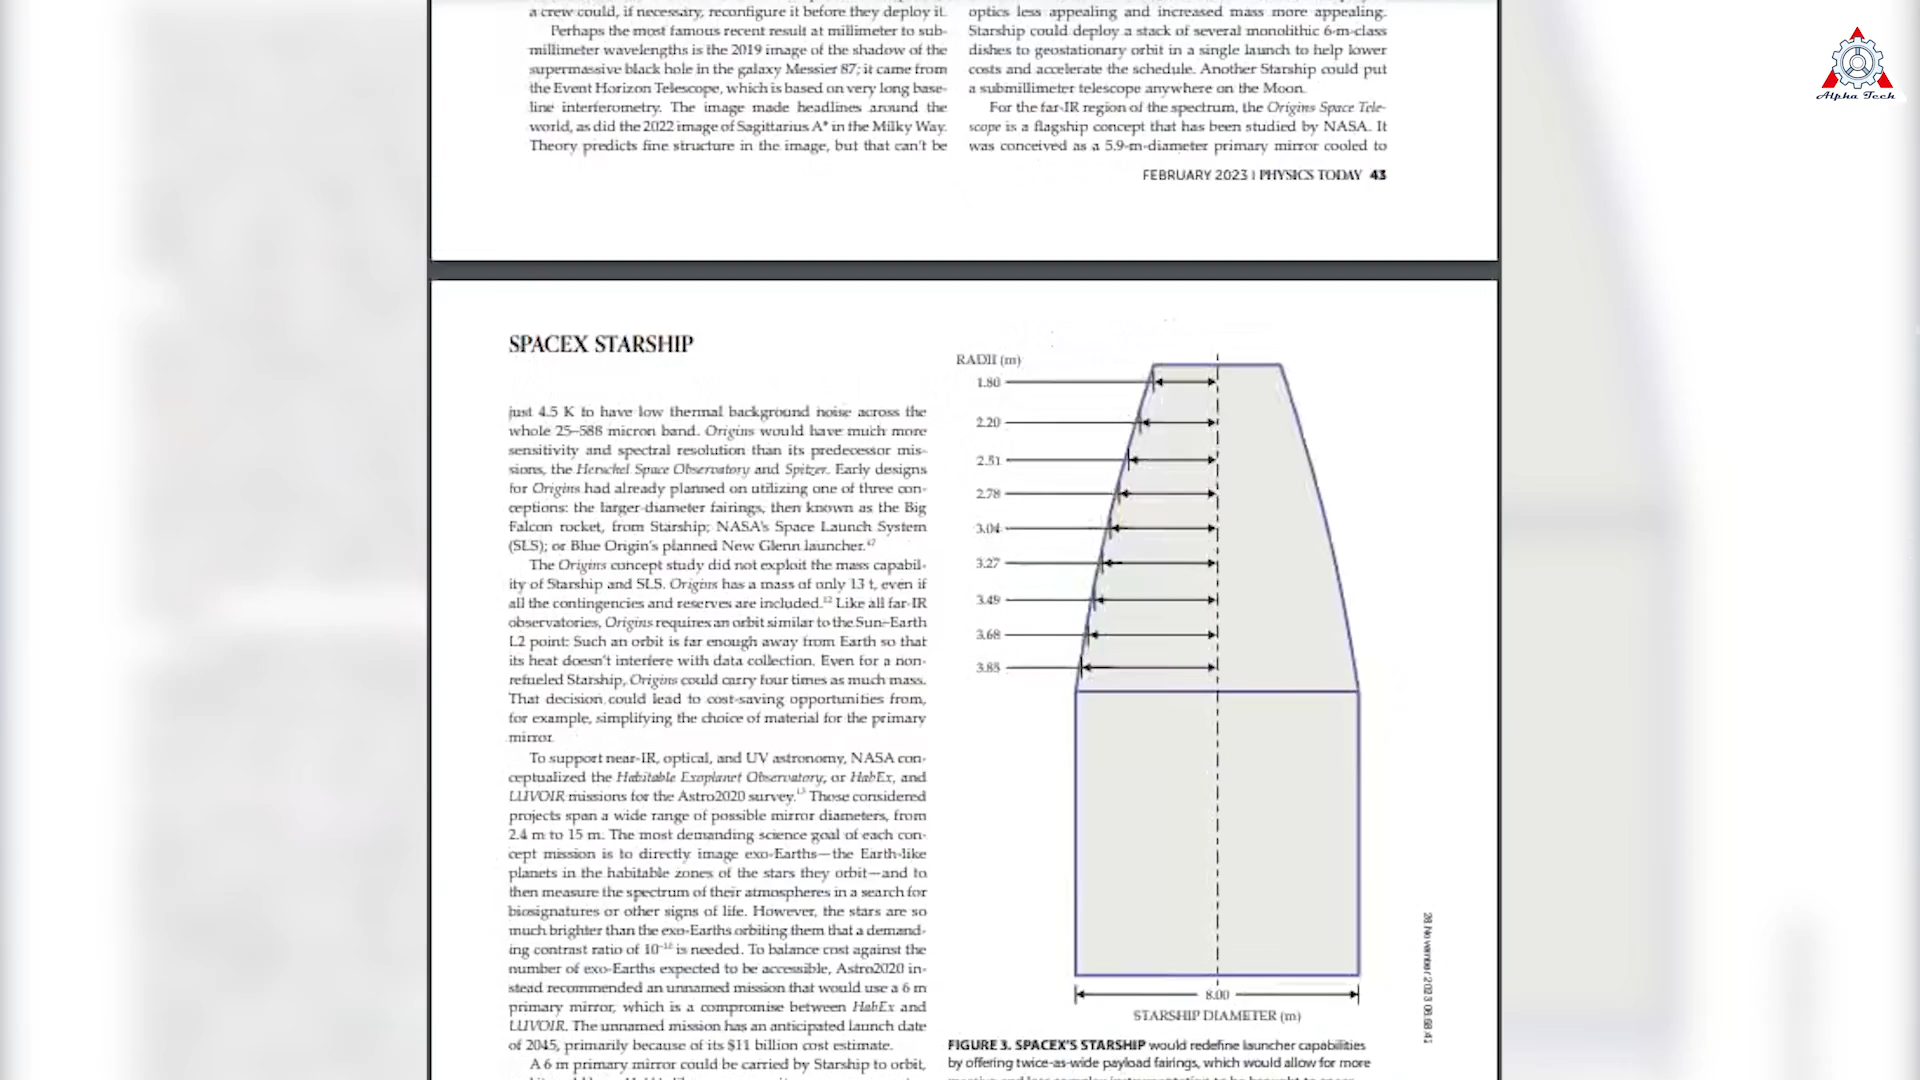 a crew could, if necessary, reconfigure it before they deploy it.
Perhaps the most famous recent result at millimeter to sub-
millimeter wavelengths is the 2019 image of the shadow of the
supermassive black hole in the galaxy Messier 87; it came from
the Event Horizon Telescope, which is based on very long base-
line interferometry. The image made headlines around the
world, as did the 2022 image of Sagittarius A* in the Milky Way.
Theory predicts fine structure in the image, but that can't be
optics less appealing and increased mass more appealing.
Starship could deploy a stack of several monolithic 6-m-class
dishes to geostationary orbit in a single launch to help lower
costs and accelerate the schedule. Another Starship could put
a submillimeter telescope anywhere on the Moon.
For the far-IR region of the spectrum, the Origins Space Tele-
scope is a flagship concept that has been studied by NASA. It
was conceived as a 5.9-m-diameter primary mirror cooled to
FEBRUARY 2023 | PHYSICS TODAY 43
Alpha Tech
SPACEX STARSHIP
just 4.5 K to have low thermal background noise across the
whole 25–588 micron band. Origins would have much more
sensitivity and spectral resolution than its predecessor mis-
sions, the Herschel Space Observatory and Spitzer. Early designs
for Origins had already planned on utilizing one of three con-
ceptions: the larger-diameter fairings, then known as the Big
Falcon rocket, from Starship; NASA's Space Launch System
(SLS); or Blue Origin's planned New Glenn launcher.
The Origins concept study did not exploit the mass capabil-
ity of Starship and SLS. Origins has a mass of only 13 t, even if
all the contingencies and reserves are included.12 Like all far-IR
observatories, Origins requires an orbit similar to the Sun–Earth
L2 point: Such an orbit is far enough away from Earth so that
its heat doesn't interfere with data collection. Even for a non-
refueled Starship, Origins could carry four times as much mass.
That decision could lead to cost-saving opportunities from,
for example, simplifying the choice of material for the primary
mirror.
To support near-IR, optical, and UV astronomy, NASA con-
ceptualized the Habitable Exoplanet Observatory, or HabEx, and
LUVOIR missions for the Astro2020 survey.13 Those considered
projects span a wide range of possible mirror diameters, from
2.4 m to 15 m. The most demanding science goal of each con-
cept mission is to directly image exo-Earths—the Earth-like
planets in the habitable zones of the stars they orbit—and to
then measure the spectrum of their atmospheres in a search for
biosignatures or other signs of life. However, the stars are so
much brighter than the exo-Earths orbiting them that a demand-
ing contrast ratio of 10⁻¹⁰ is needed. To balance cost against the
number of exo-Earths expected to be accessible, Astro2020 in-
stead recommended an unnamed mission that would use a 6 m
primary mirror, which is a compromise between HabEx and
LUVOIR. The unnamed mission has an anticipated launch date
of 2045, primarily because of its $11 billion cost estimate.
A 6 m primary mirror could be carried by Starship to orbit,
RADII (m)
1.80
2.20
2.51
2.78
3.04
3.27
3.49
3.68
3.85
8.00
STARSHIP DIAMETER (m)
FIGURE 3. SPACEX'S STARSHIP would redefine launcher capabilities
by offering twice-as-wide payload fairings, which would allow for more
28 November 2023 06:58:41